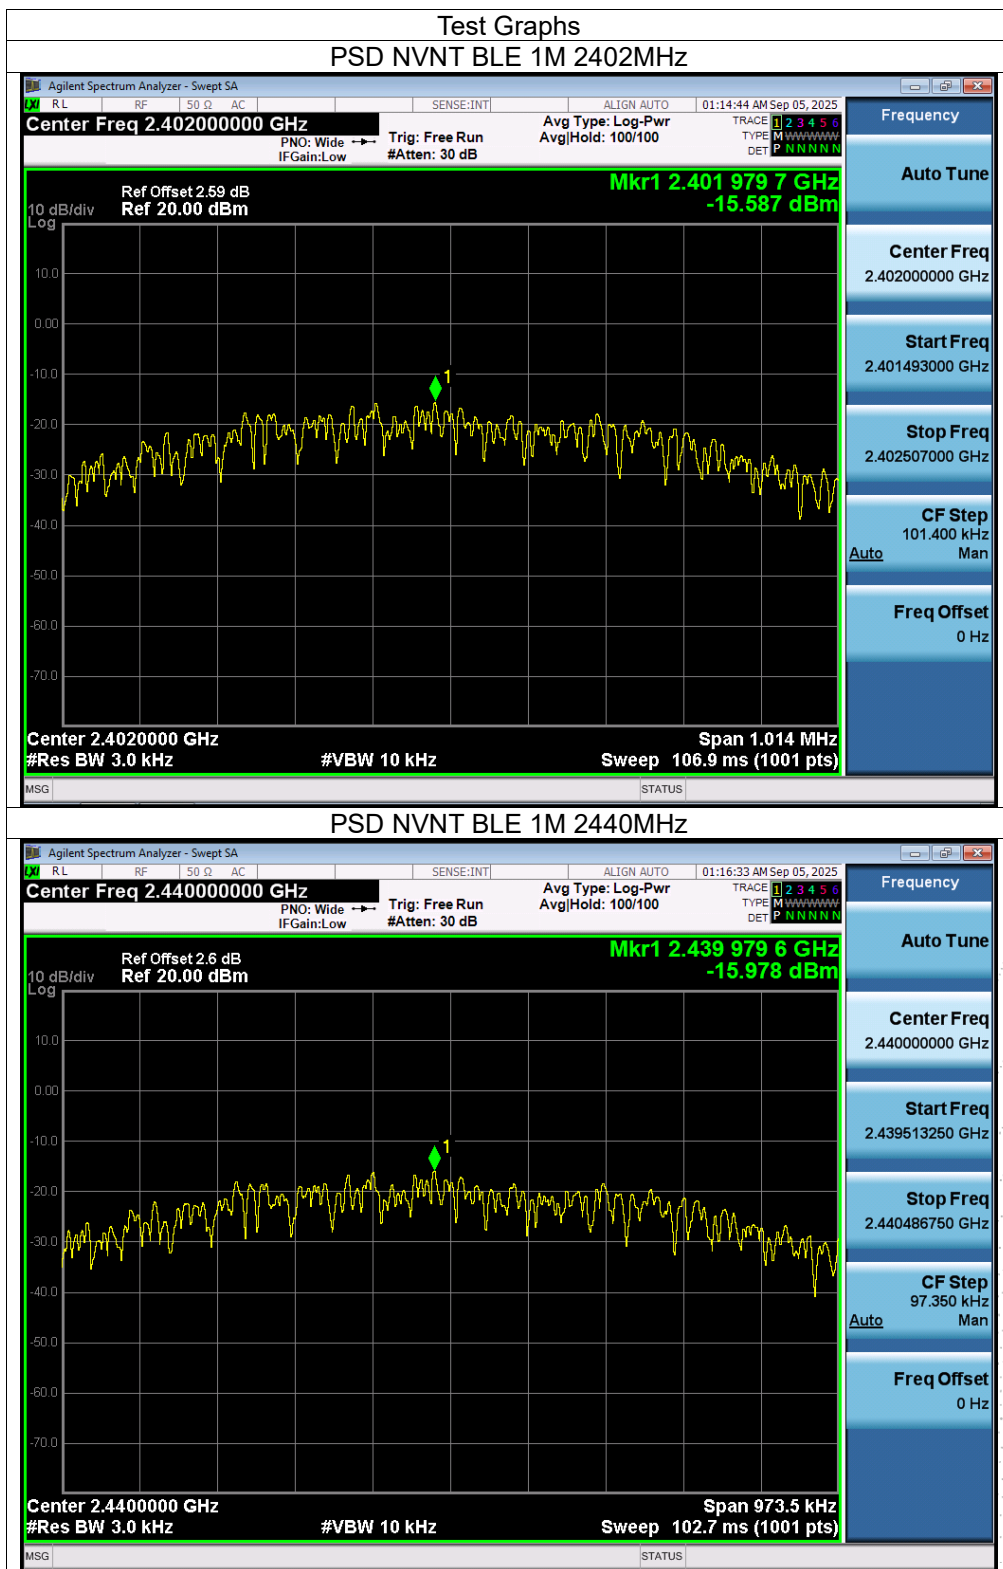 Test Graphs
PSD NVNT BLE 1M 2402MHz
Agilent Spectrum Analyzer - Swept SA
LXI RL RF 50 Ω AC SENSE:INT ALIGN AUTO 01:14:44 AM Sep 05, 2025
Center Freq 2.402000000 GHz
PNO: Wide
IFGain:Low
Trig: Free Run
#Atten: 30 dB
Avg Type: Log-Pwr
Avg|Hold: 100/100
TRACE 1 2 3 4 5 6
TYPE M WWWWW
DET P N N N N N
Frequency
Auto Tune
Center Freq
2.402000000 GHz
Start Freq
2.401493000 GHz
Stop Freq
2.402507000 GHz
CF Step
101.400 kHz
Auto Man
Freq Offset
0 Hz
Mkr1 2.401 979 7 GHz
-15.587 dBm
Ref Offset 2.59 dB
10 dB/div Ref 20.00 dBm
Log
10.0
0.00
-10.0
1
-20.0
-30.0
-40.0
-50.0
-60.0
-70.0
Center 2.4020000 GHz Span 1.014 MHz
#Res BW 3.0 kHz #VBW 10 kHz Sweep 106.9 ms (1001 pts)
MSG STATUS
PSD NVNT BLE 1M 2440MHz
Agilent Spectrum Analyzer - Swept SA
LXI RL RF 50 Ω AC SENSE:INT ALIGN AUTO 01:16:33 AM Sep 05, 2025
Center Freq 2.440000000 GHz
PNO: Wide
IFGain:Low
Trig: Free Run
#Atten: 30 dB
Avg Type: Log-Pwr
Avg|Hold: 100/100
TRACE 1 2 3 4 5 6
TYPE M WWWWW
DET P N N N N N
Frequency
Auto Tune
Center Freq
2.440000000 GHz
Start Freq
2.439513250 GHz
Stop Freq
2.440486750 GHz
CF Step
97.350 kHz
Auto Man
Freq Offset
0 Hz
Mkr1 2.439 979 6 GHz
-15.978 dBm
Ref Offset 2.6 dB
10 dB/div Ref 20.00 dBm
Log
10.0
0.00
-10.0
1
-20.0
-30.0
-40.0
-50.0
-60.0
-70.0
Center 2.4400000 GHz Span 973.5 kHz
#Res BW 3.0 kHz #VBW 10 kHz Sweep 102.7 ms (1001 pts)
MSG STATUS